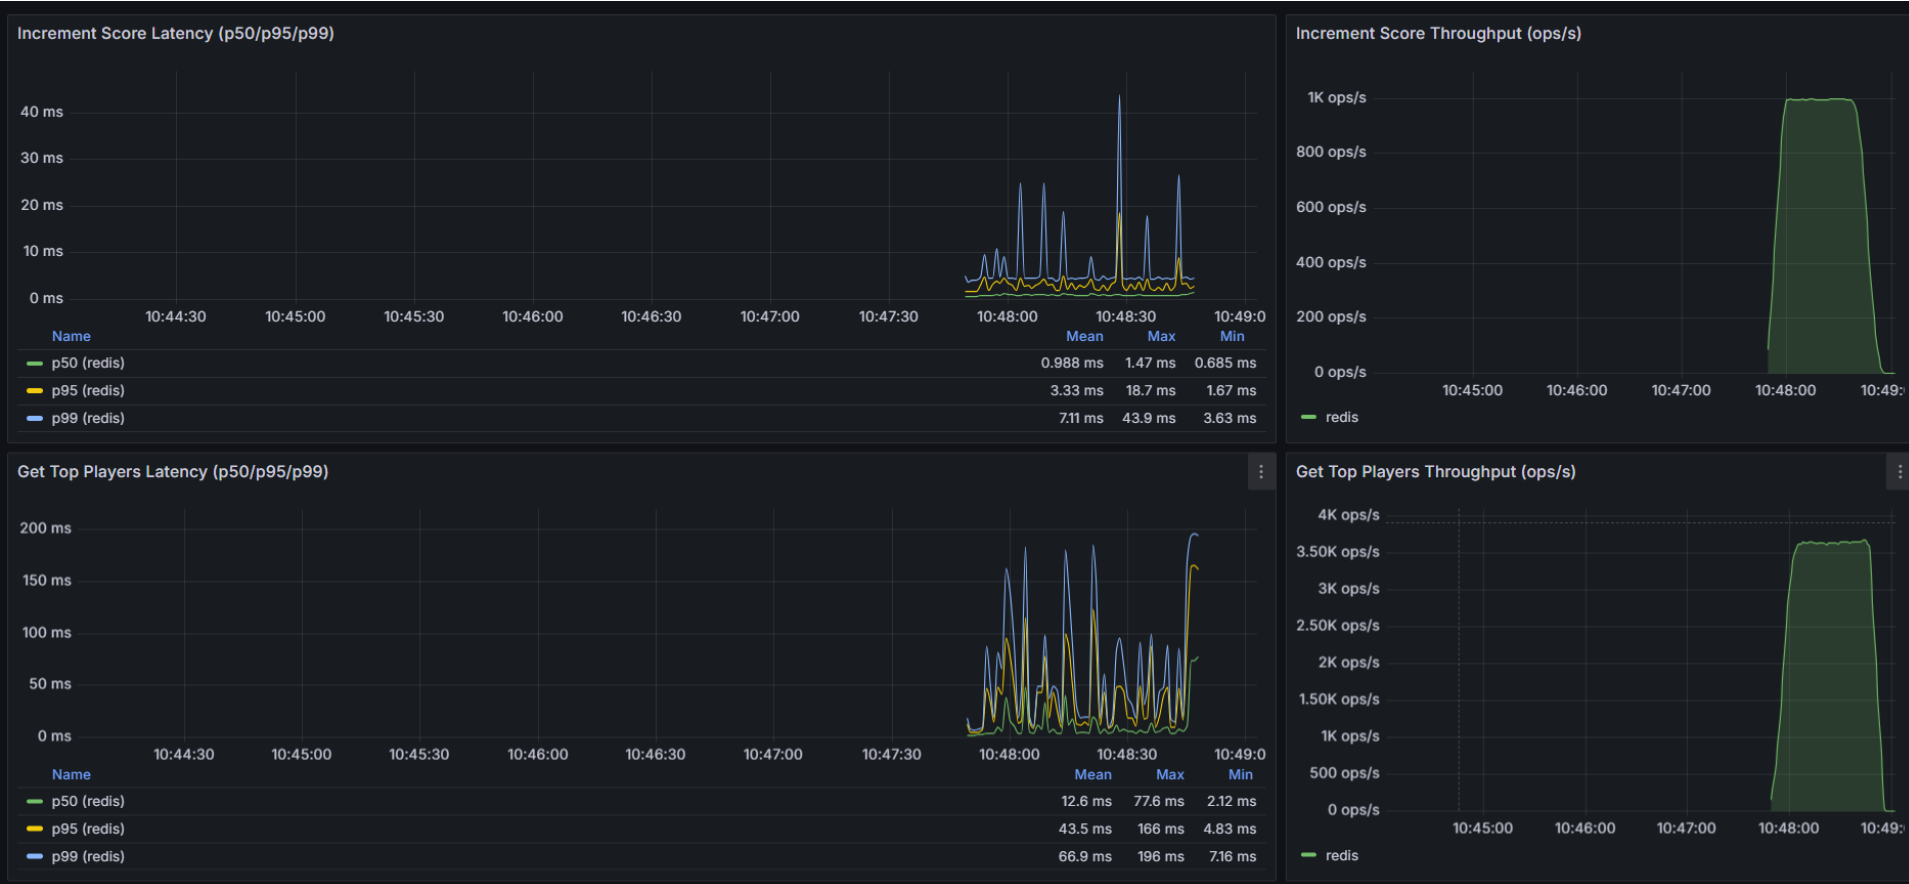 Increment Score Latency (p50/p95/p99)
40 ms
30 ms
20 ms
10 ms
0 ms
10:44:30 10:45:00 10:45:30 10:46:00 10:46:30 10:47:00 10:47:30 10:48:00 10:48:30 10:49:0
Name Mean Max Min
p50 (redis) 0.988 ms 1.47 ms 0.685 ms
p95 (redis) 3.33 ms 18.7 ms 1.67 ms
p99 (redis) 7.11 ms 43.9 ms 3.63 ms
Increment Score Throughput (ops/s)
1K ops/s
800 ops/s
600 ops/s
400 ops/s
200 ops/s
0 ops/s
10:45:00 10:46:00 10:47:00 10:48:00 10:49:
redis
Get Top Players Latency (p50/p95/p99)
200 ms
150 ms
100 ms
50 ms
0 ms
10:44:30 10:45:00 10:45:30 10:46:00 10:46:30 10:47:00 10:47:30 10:48:00 10:48:30 10:49:0
Name Mean Max Min
p50 (redis) 12.6 ms 77.6 ms 2.12 ms
p95 (redis) 43.5 ms 166 ms 4.83 ms
p99 (redis) 66.9 ms 196 ms 7.16 ms
Get Top Players Throughput (ops/s)
4K ops/s
3.50K ops/s
3K ops/s
2.50K ops/s
2K ops/s
1.50K ops/s
1K ops/s
500 ops/s
0 ops/s
10:45:00 10:46:00 10:47:00 10:48:00 10:49:
redis